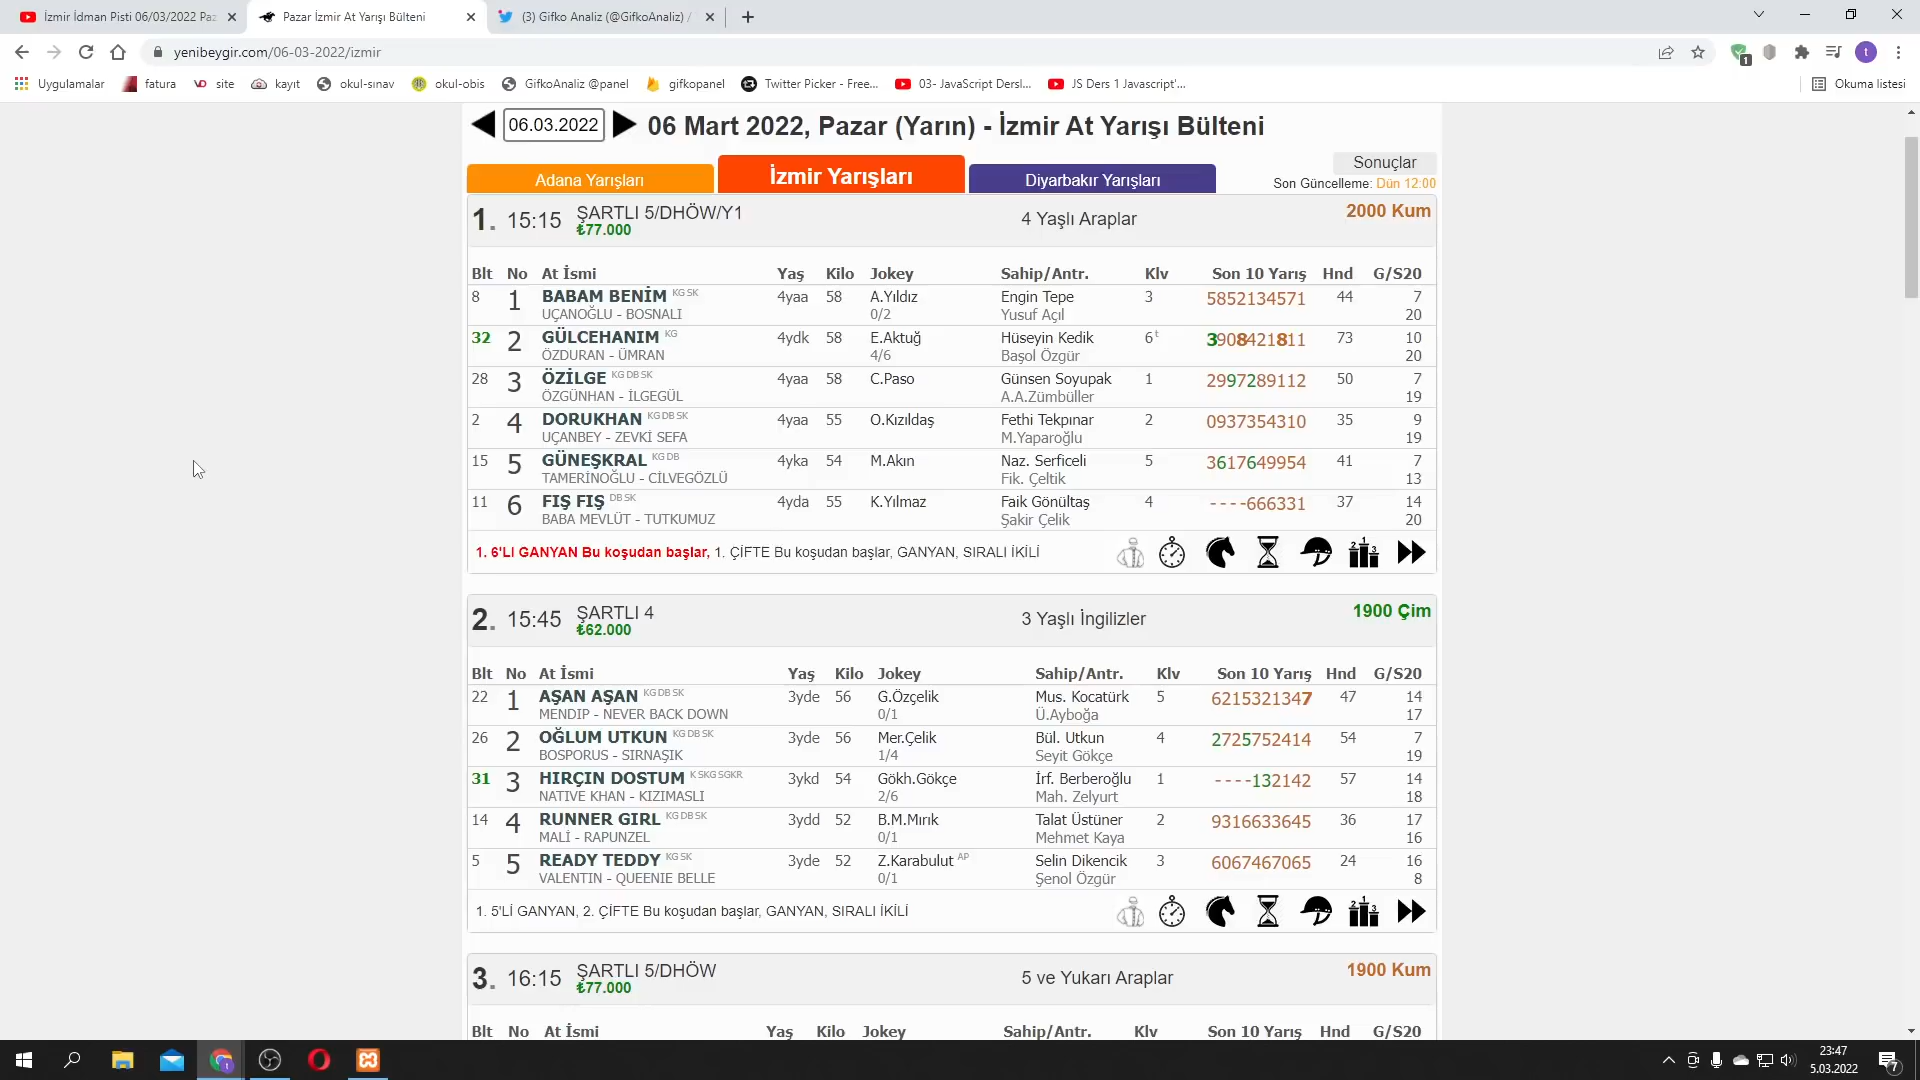 İzmir İdman Pisti 06/03/2022 Paz
Pazar İzmir At Yarışı Bülteni
(3) Gifko Analiz (@GifkoAnaliz) /
yenibeygir.com/06-03-2022/izmir
Uygulamalar fatura site kayıt okul-sınav okul-obis GifkoAnaliz @panel gifkopanel Twitter Picker - Free... 03- JavaScript Dersl... JS Ders 1 Javascript'... Okuma listesi
06.03.2022 06 Mart 2022, Pazar (Yarın) - İzmir At Yarışı Bülteni
Sonuçlar
Adana Yarışları İzmir Yarışları Diyarbakır Yarışları Son Güncelleme: Dün 12:00
1. 15:15 ŞARTLI 5/DHÖW/Y1 4 Yaşlı Araplar 2000 Kum
₺77.000
Blt No At İsmi Yaş Kilo Jokey Sahip/Antr. Klv Son 10 Yarış Hnd G/S20
8 1 BABAM BENİM KG SK 4yaa 58 A.Yıldız Engin Tepe 3 5852134571 44 7
UÇANOĞLU - BOSNALI 0/2 Yusuf Açıl 20
32 2 GÜLCEHANIM KG 4ydk 58 E.Aktuğ Hüseyin Kedik 6t 3908421811 73 10
ÖZDURAN - ÜMRAN 4/6 Başol Özgür 20
28 3 ÖZİLGE KG DB SK 4yaa 58 C.Paso Günsen Soyupak 1 2997289112 50 7
ÖZGÜNHAN - İLGEGÜL A.A.Zümbüller 19
2 4 DORUKHAN KG DB SK 4yaa 55 O.Kızıldaş Fethi Tekpınar 2 0937354310 35 9
UÇANBEY - ZEVKİ SEFA M.Yaparoğlu 19
15 5 GÜNEŞKRAL KG DB 4yka 54 M.Akın Naz. Serficeli 5 3617649954 41 7
TAMERİNOĞLU - CİLVEGÖZLÜ Fik. Çeltik 13
11 6 FIŞ FIŞ DB SK 4yda 55 K.Yılmaz Faik Gönültaş 4 ----666331 37 14
BABA MEVLÜT - TUTKUMUZ Şakir Çelik 20
1. 6'LI GANYAN Bu koşudan başlar, 1. ÇİFTE Bu koşudan başlar, GANYAN, SIRALI İKİLİ
2. 15:45 ŞARTLI 4 3 Yaşlı İngilizler 1900 Çim
₺62.000
Blt No At İsmi Yaş Kilo Jokey Sahip/Antr. Klv Son 10 Yarış Hnd G/S20
22 1 AŞAN AŞAN KG DB SK 3yde 56 G.Özçelik Mus. Kocatürk 5 6215321347 47 14
MENDIP - NEVER BACK DOWN 0/1 Ü.Ayboğa 17
26 2 OĞLUM UTKUN KG DB SK 3yde 56 Mer.Çelik Bül. Utkun 4 2725752414 54 7
BOSPORUS - SIRNAŞIK 1/4 Seyit Gökçe 19
31 3 HIRÇIN DOSTUM K SKG SGKR 3ykd 54 Gökh.Gökçe İrf. Berberoğlu 1 ----132142 57 14
NATIVE KHAN - KIZIMASLI 2/6 Mah. Zelyurt 18
14 4 RUNNER GIRL KG DB SK 3ydd 52 B.M.Mırık Talat Üstüner 2 9316633645 36 17
MALİ - RAPUNZEL 0/1 Mehmet Kaya 16
5 5 READY TEDDY KG SK 3yde 52 Z.Karabulut AP Selin Dikencik 3 6067467065 24 16
VALENTIN - QUEENIE BELLE 0/1 Şenol Özgür 8
1. 5'Lİ GANYAN, 2. ÇİFTE Bu koşudan başlar, GANYAN, SIRALI İKİLİ
3. 16:15 ŞARTLI 5/DHÖW 5 ve Yukarı Araplar 1900 Kum
₺77.000
Blt No At İsmi Yaş Kilo Jokey Sahip/Antr. Klv Son 10 Yarış Hnd G/S20
23:47
5.03.2022